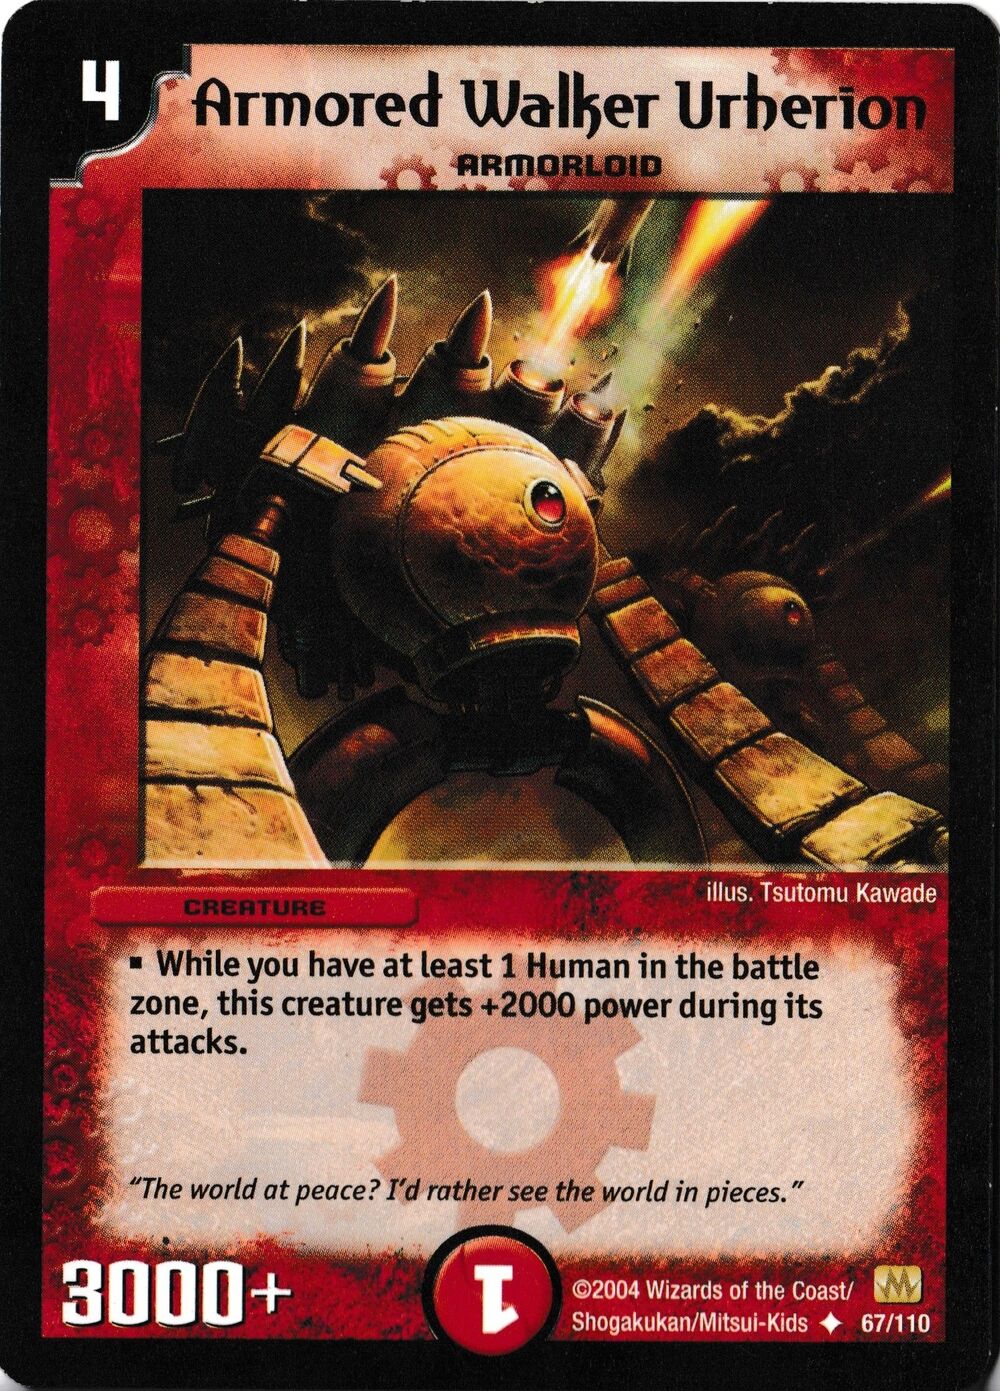 4
Armored Walker Urherion
ARMORLOID
illus. Tsutomu Kawade
CREATURE
▪ While you have at least 1 Human in the battle
zone, this creature gets +2000 power during its
attacks.
“The world at peace? I’d rather see the world in pieces.”
3000+
1
©2004 Wizards of the Coast/
Shogakukan/Mitsui-Kids ✦ 67/110